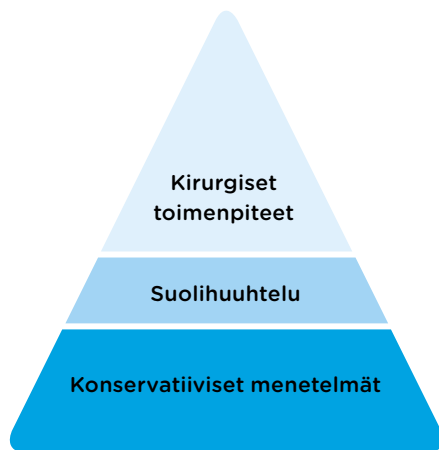 Kirurgiset
toimenpiteet
Suolihuuhtelu
Konservatiiviset menetelmät